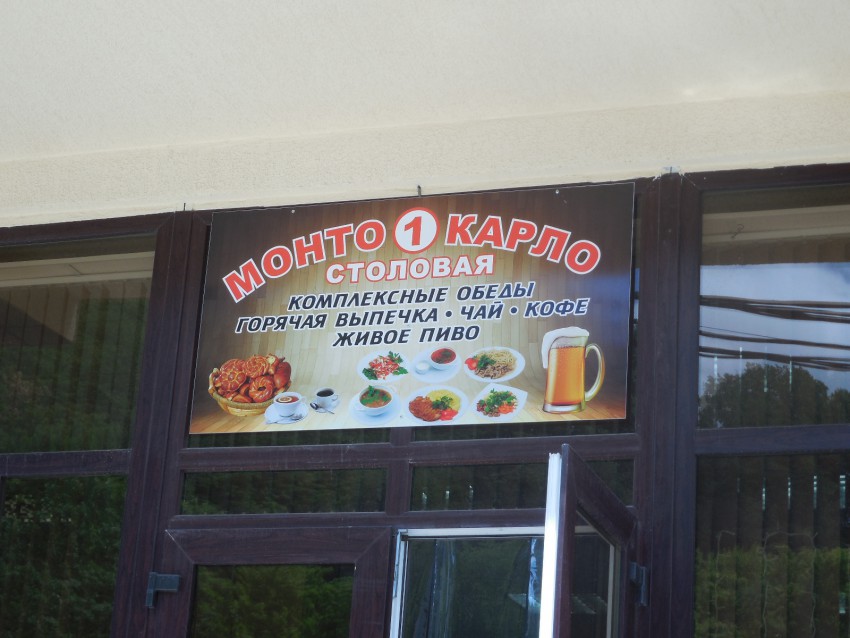 МОНТО 1 КАРЛО
СТОЛОВАЯ
КОМПЛЕКСНЫЕ ОБЕДЫ
ГОРЯЧАЯ ВЫПЕЧКА • ЧАЙ • КОФЕ
ЖИВОЕ ПИВО